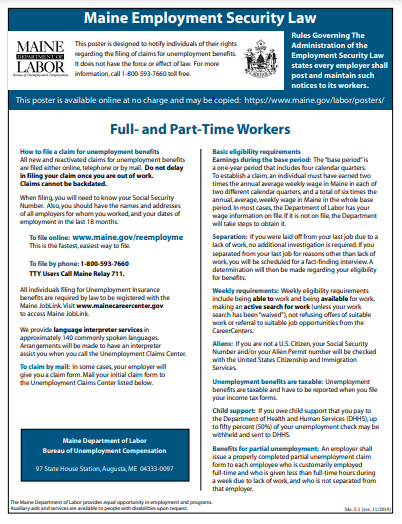 Maine Employment Security Law
MAINE
DEPARTMENT OF
LABOR
Bureau of Unemployment Compensation
This poster is designed to notify individuals of their rights
regarding the filing of claims for unemployment benefits.
It does not have the force or effect of law. For more
information, call 1-800-593-7660 toll free.
Rules Governing The
Administration of the
Employment Security Law
states every employer shall
post and maintain such
notices to its workers.
This poster is available online at no charge and may be copied: https://www.maine.gov/labor/posters/
Full- and Part-Time Workers
How to file a claim for unemployment benefits
All new and reactivated claims for unemployment benefits
are filed either online, telephone or by mail. Do not delay
in filing your claim once you are out of work.
Claims cannot be backdated.
When filing, you will need to know your Social Security
Number. Also, you should have the names and addresses
of all employers for whom you worked, and your dates of
employment in the last 18 months.
To file online: www.maine.gov/reemployme
This is the fastest, easiest way to file.
To file by phone: 1-800-593-7660
TTY Users Call Maine Relay 711.
All individuals filing for Unemployment Insurance
benefits are required by law to be registered with the
Maine JobLink. Visit www.mainecareercenter.gov
to access Maine JobLink.
We provide language interpreter services in
approximately 140 commonly spoken languages.
Arrangements will be made to have an interpreter
assist you when you call the Unemployment Claims Center.
To claim by mail: In some cases, your employer will
give you a claim form. Mail your initial claim form to
the Unemployment Claims Center listed below.
Maine Department of Labor
Bureau of Unemployment Compensation
97 State House Station, Augusta, ME 04333-0097
Basic eligibility requirements
Earnings during the base period: The "base period" is
a one-year period that includes four calendar quarters.
To establish a claim, an individual must have earned two
times the annual average weekly wage in Maine in each of
two different calendar quarters, and a total of six times the
annual, average, weekly wage in Maine in the whole base
period. In most cases, the Department of Labor has your
wage information on file. If it is not on file, the Department
will take steps to obtain it.
Separation: If you were laid off from your last job due to a
lack of work, no additional investigation is required. If you
separated from your last job for reasons other than lack of
work, you will be scheduled for a fact-finding interview. A
determination will then be made regarding your eligibility
for benefits.
Weekly requirements: Weekly eligibility requirements
include being able to work and being available for work,
making an active search for work (unless your work
search has been "waived"), not refusing offers of suitable
work or referral to suitable job opportunities from the
CareerCenters.
Aliens: If you are not a U.S. Citizen, your Social Security
Number and/or your Alien Permit number will be checked
with the United States Citizenship and Immigration
Services.
Unemployment benefits are taxable: Unemployment
benefits are taxable and have to be reported when you file
your income tax forms.
Child support: If you owe child support that you pay to
the Department of Health and Human Services (DHHS), up
to fifty percent (50%) of your unemployment check may be
withheld and sent to DHHS.
Benefits for partial unemployment: An employer shall
issue a properly completed partial unemployment claim
form to each employee who is customarily employed
full-time and who is given less than full-time hours during
a week due to lack of work, and who is not separated
from that employer.
The Maine Department of Labor provides equal opportunity in employment and programs.
Auxiliary aids and services are available to people with disabilities upon request.
Me. I-1 (rev. 11/2019)